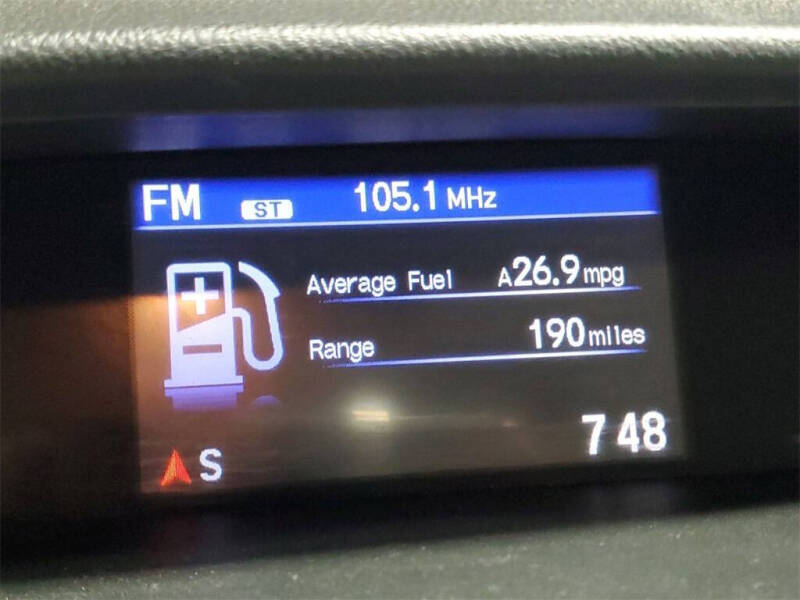 FM ST 105.1 MHz
Average Fuel A26.9 mpg
Range 190 miles
S 7 48